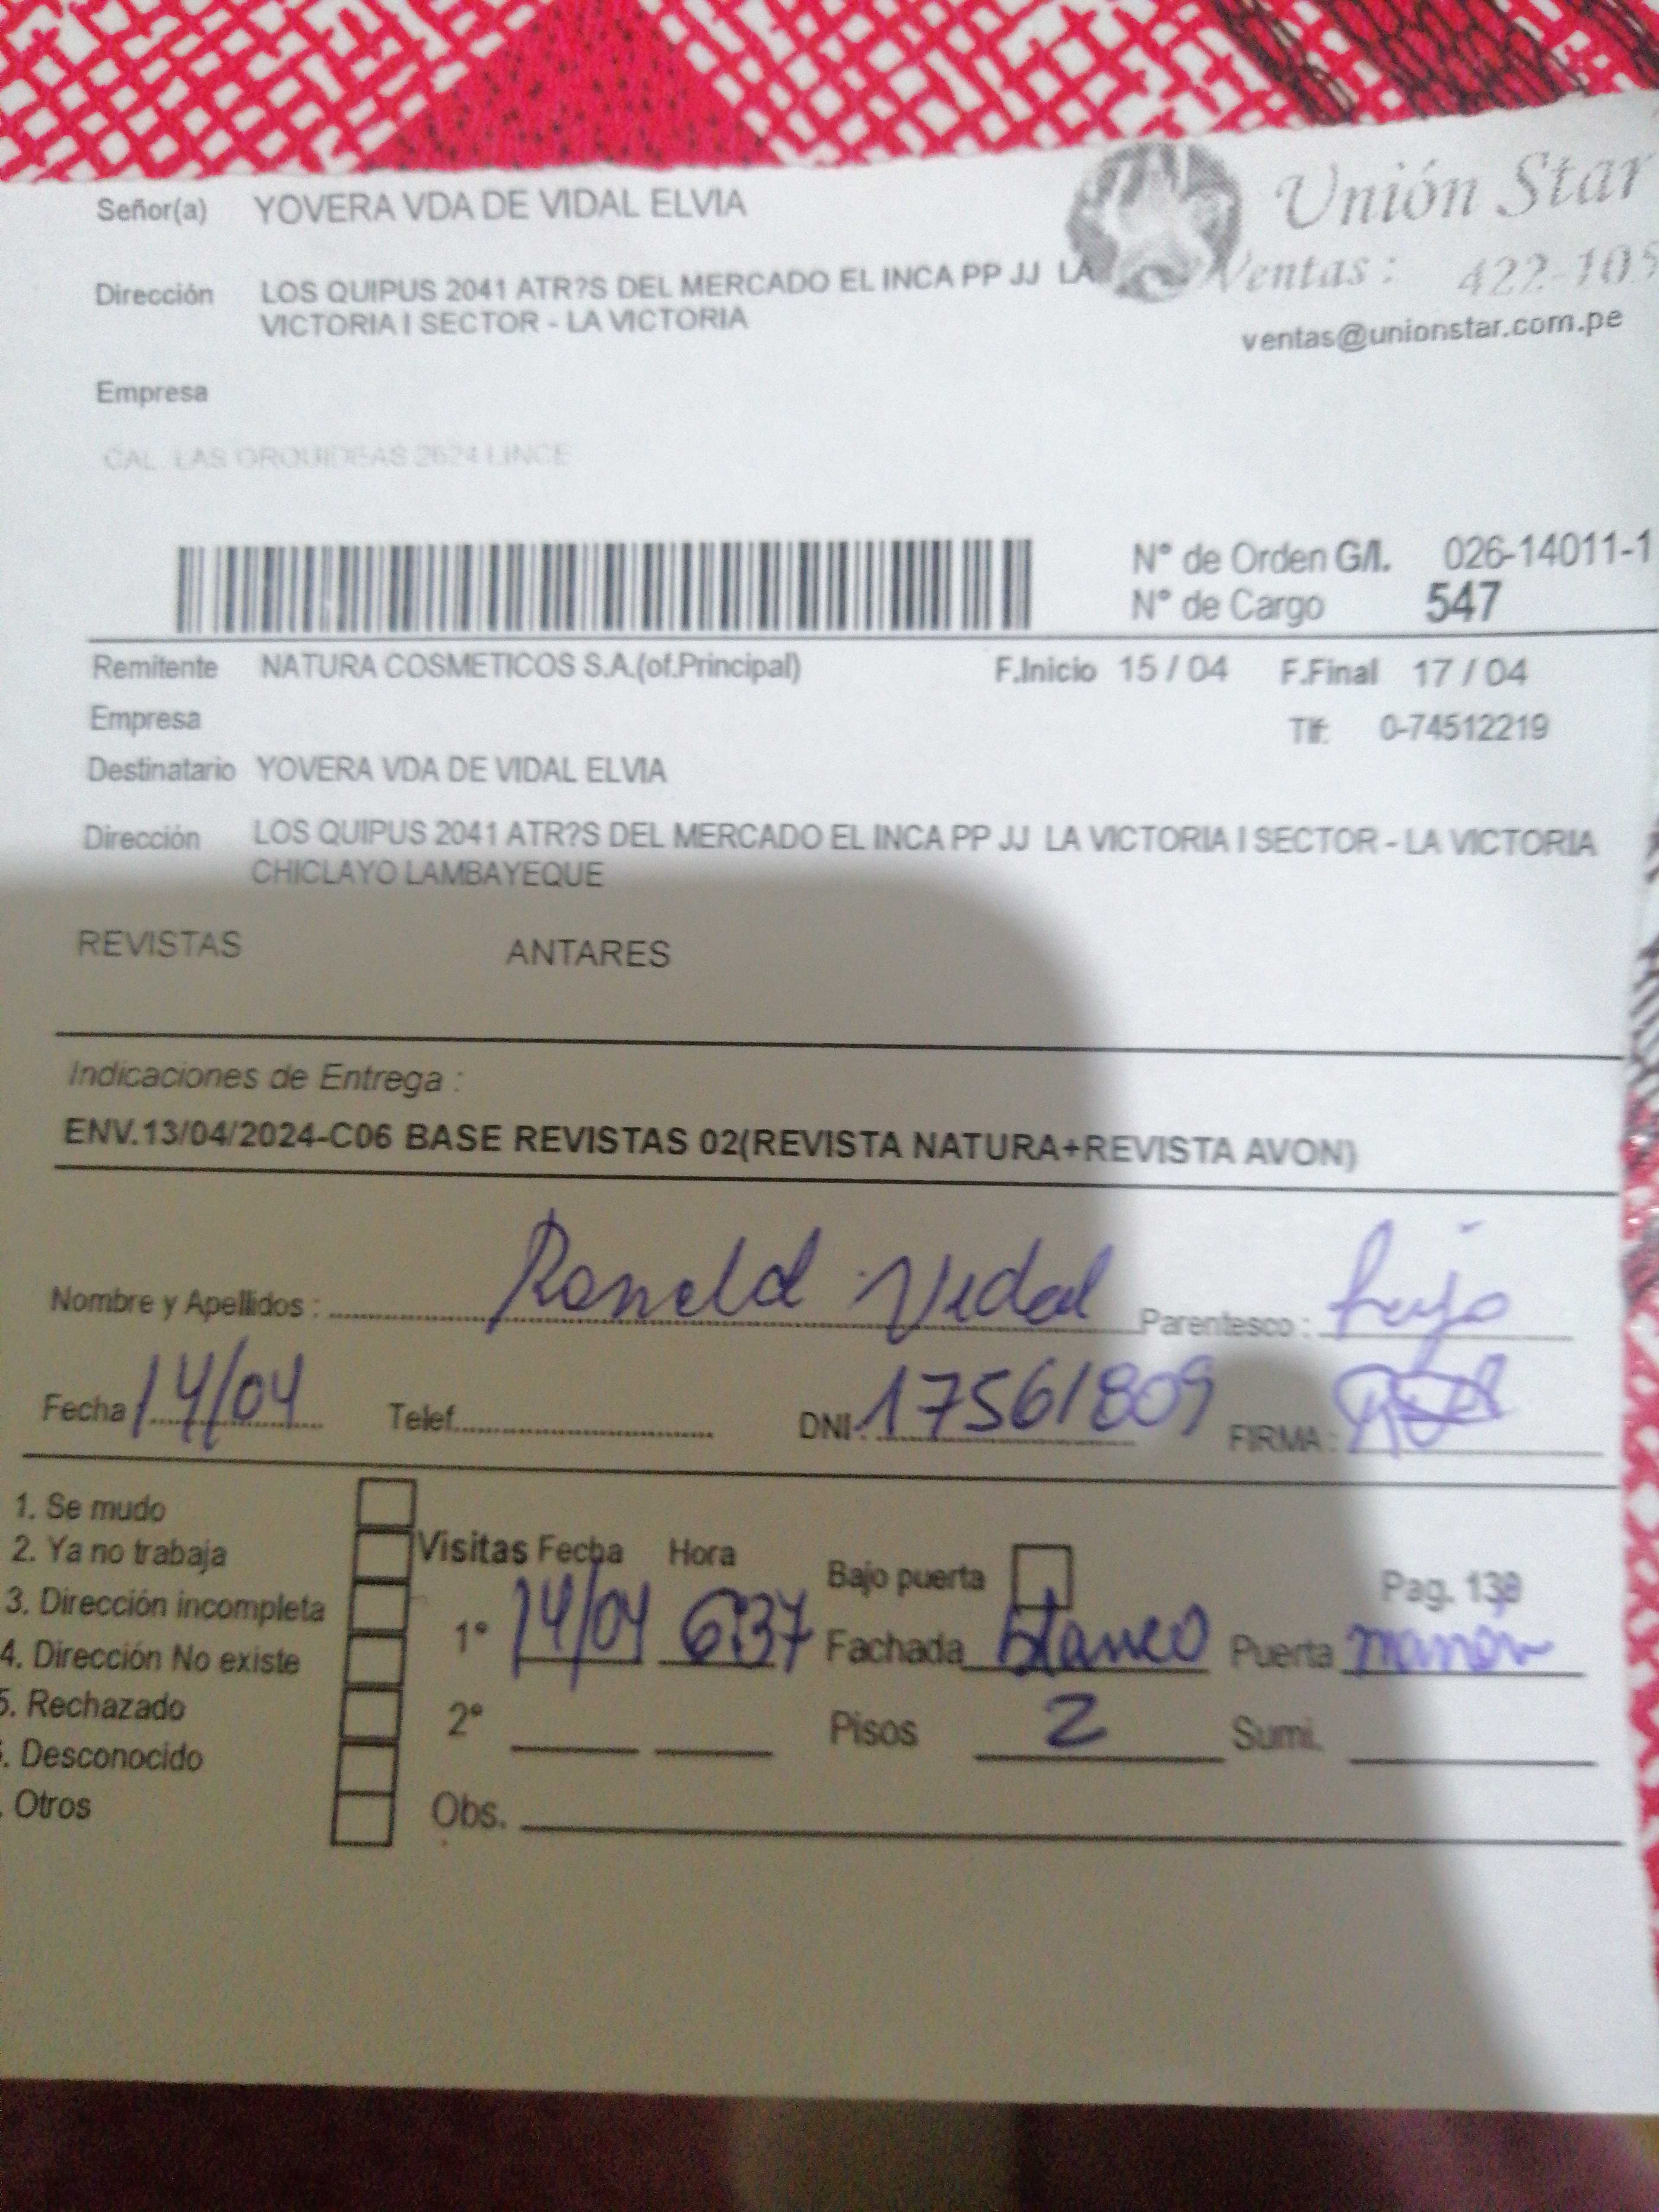 Señor(a) YOVERA VDA DE VIDAL ELVIA
Unión Star
Dirección LOS QUIPUS 2041 ATR?S DEL MERCADO EL INCA PP JJ LA
VICTORIA I SECTOR - LA VICTORIA
Ventas : 422-105
ventas@unionstar.com.pe
Empresa
CAL. LAS ORQUIDEAS 2624 LINCE
N° de Orden G/I. 026-14011-1
N° de Cargo 547
Remitente NATURA COSMETICOS S.A.(of.Principal) F.Inicio 15 / 04 F.Final 17 / 04
Empresa Tlf: 0-74512219
Destinatario YOVERA VDA DE VIDAL ELVIA
Dirección LOS QUIPUS 2041 ATR?S DEL MERCADO EL INCA PP JJ LA VICTORIA I SECTOR - LA VICTORIA
CHICLAYO LAMBAYEQUE
REVISTAS ANTARES
Indicaciones de Entrega :
ENV.13/04/2024-C06 BASE REVISTAS 02(REVISTA NATURA+REVISTA AVON)
Nombre y Apellidos : Ronald Vidal Parentesco : hijo
Fecha 14/04 Telef. DNI: 17561809 FIRMA :
1. Se mudo
2. Ya no trabaja
3. Dirección incompleta
4. Dirección No existe
5. Rechazado
. Desconocido
. Otros
Visitas Fecha Hora Bajo puerta Pag. 138
1° 14/04 6:37 Fachada blanco Puerta marrón
2° Pisos 2 Sumi.
Obs.